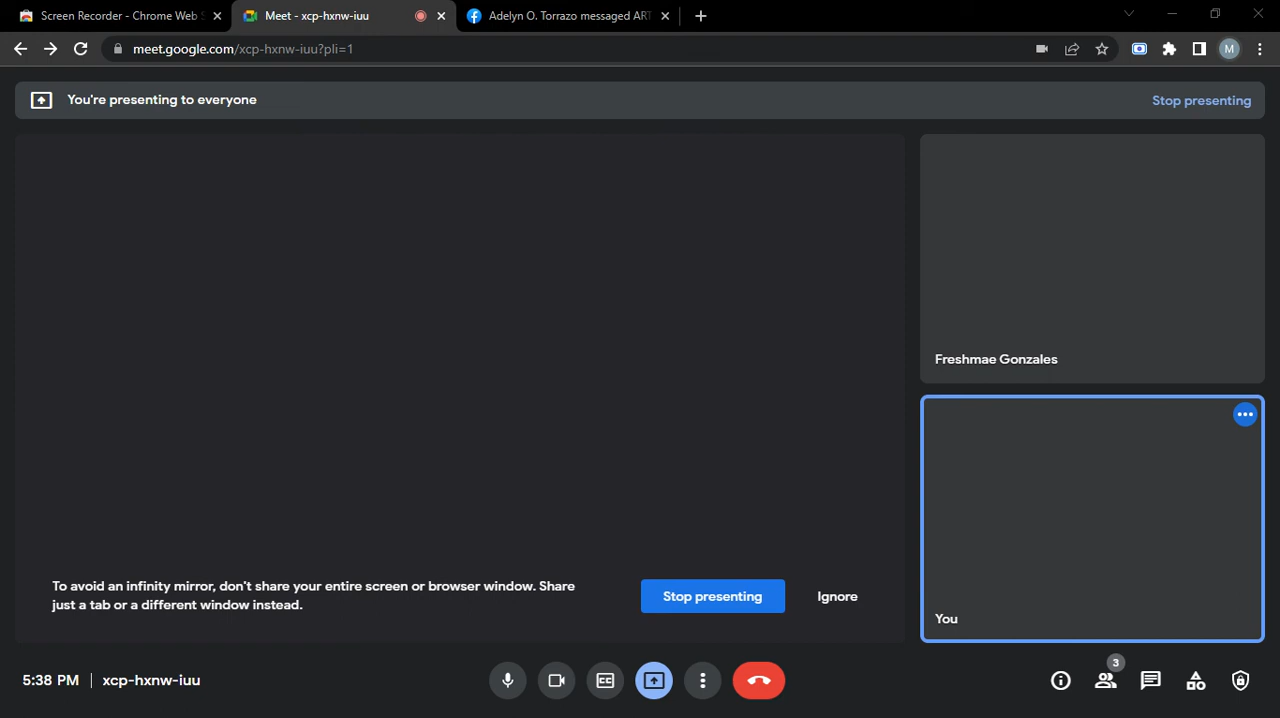 Screen Recorder - Chrome Web S
Meet - xcp-hxnw-iuu
Adelyn O. Torrazo messaged ART
meet.google.com/xcp-hxnw-iuu?pli=1
M
You're presenting to everyone
Stop presenting
Freshmae Gonzales
To avoid an infinity mirror, don't share your entire screen or browser window. Share
just a tab or a different window instead.
Stop presenting
Ignore
You
5:38 PM | xcp-hxnw-iuu
CC
3